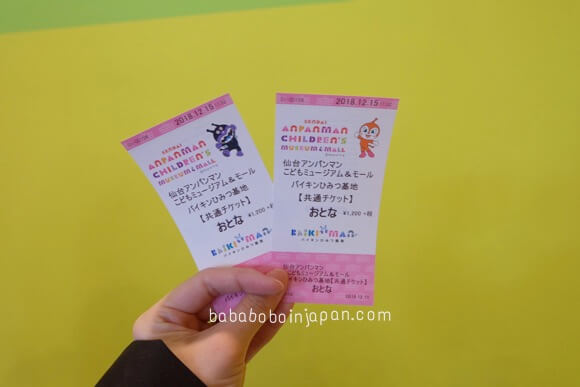 2018.12.15
SENDAI
ANPANMAN
CHILDREN'S
MUSEUM & MALL
仙台アンパンマン
こどもミュージアム&モール
バイキンひみつ基地
【共通チケット】
おとな ¥1,200
BAIKIN MAN
バイキンひみつ基地
2018.12.15
SENDAI
ANPANMAN
CHILDREN'S
MUSEUM & MALL
仙台アンパンマン
こどもミュージアム&モール
バイキンひみつ基地
【共通チケット】
おとな ¥1,200
BAIKIN MAN
バイキンひみつ基地
仙台アンパンマン
こどもミュージアム&モール
バイキンひみつ基地【共通チケット】
おとな 2018.12.15
bababoboinjapan.com